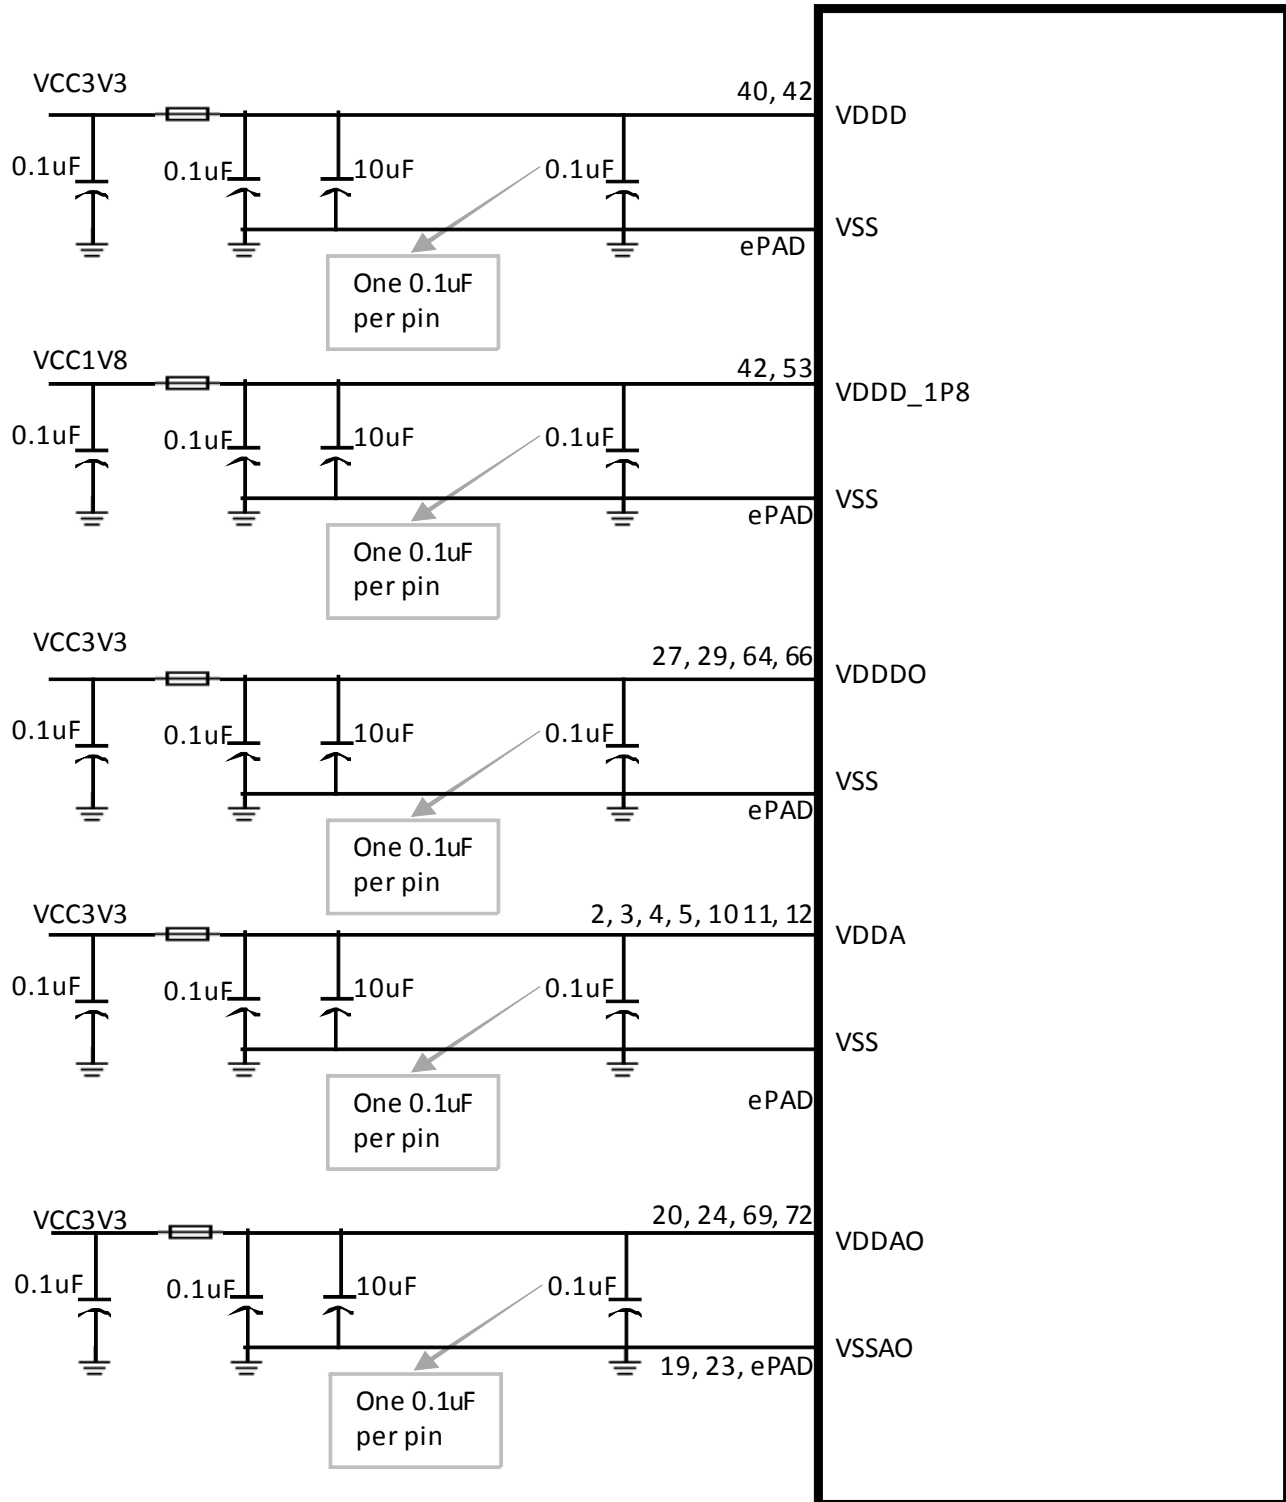 VCC3V3
40, 42
VDDD
0.1uF
0.1uF
10uF
0.1uF
VSS
ePAD
One 0.1uF
per pin
VCC1V8
42, 53
VDDD_1P8
0.1uF
0.1uF
10uF
0.1uF
VSS
ePAD
One 0.1uF
per pin
VCC3V3
27, 29, 64, 66
VDDDO
0.1uF
0.1uF
10uF
0.1uF
VSS
ePAD
One 0.1uF
per pin
VCC3V3
2, 3, 4, 5, 10 11, 12
VDDA
0.1uF
0.1uF
10uF
0.1uF
VSS
ePAD
One 0.1uF
per pin
VCC3V3
20, 24, 69, 72
VDDAO
0.1uF
0.1uF
10uF
0.1uF
VSSAO
19, 23, ePAD
One 0.1uF
per pin